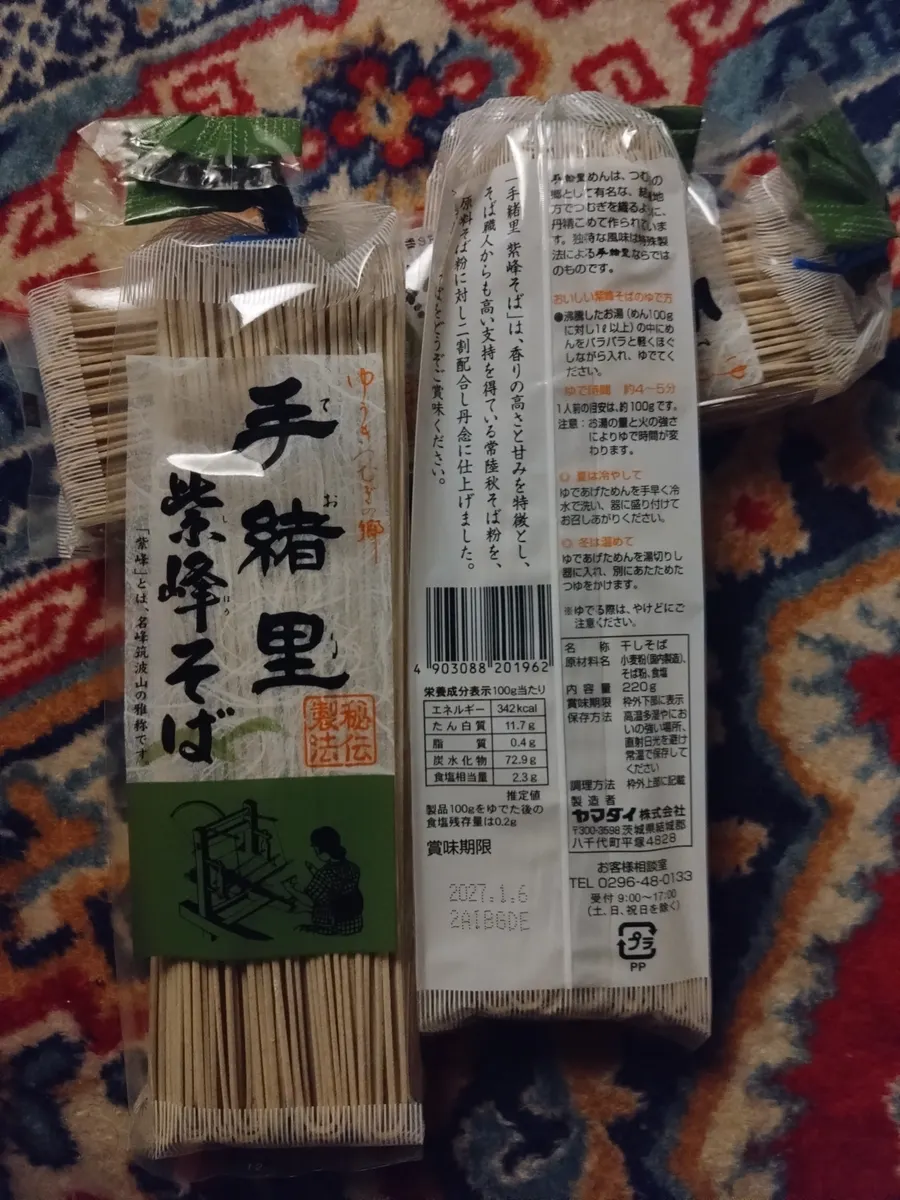 ゆうきつむぎの郷
手緒里
てお り
紫峰そば
し ほう
「紫峰」とは、名峰筑波山の雅称です。
秘伝
製法
「手緒里 紫峰そば」は、香りの高さと甘みを特徴とし、
そば職人からも高い支持を得ている常陸秋そば粉を、
原料そば粉に対し二割配合し丹念に仕上げました。
そばをどうぞご賞味ください。
手緒里めんは、つむぎの
郷として有名な、結城地
方でつむぎを織るように、
丹精こめて作られていま
す。独特な風味は特殊製
法による手緒里ならでは
のものです。
おいしい紫峰そばのゆで方
●沸騰したお湯(めん100g
に対し1ℓ以上)の中にめ
んをパラパラと軽くほぐ
しながら入れ、ゆでてく
ださい。
ゆで時間 約4〜5分
1人前の目安は、約100gです。
注意:お湯の量と火の強さ
によりゆで時間が変
わります。
◎ 夏は冷やして
ゆであげためんを手早く冷
水で洗い、器に盛り付けて
お召しあがりください。
◎ 冬は温めて
ゆであげためんを湯切りし
器に入れ、別にあたためた
つゆをかけます。
※ゆでる際は、やけどにご
注意ください。
4 903088 201962
栄養成分表示100g当たり
エネルギー 342kcal
たん白質 11.7g
脂質 0.4g
炭水化物 72.9g
食塩相当量 2.3g
推定値
製品100gをゆでた後の
食塩残存量は0.2g
賞味期限
2027.1.6
2AIBGDE
名称 干しそば
原材料名 小麦粉(国内製造)、
そば粉、食塩
内容量 220g
賞味期限 枠外下部に表示
保存方法 高温多湿やにお
いの強い場所、
直射日光を避け
常温で保存して
ください
調理方法 枠外上部に記載
製造者
ヤマダイ株式会社
〒300-3598 茨城県結城郡
八千代町平塚4828
お客様相談室
TEL 0296-48-0133
受付 9:00〜17:00
(土、日、祝日を除く)
プラ
PP